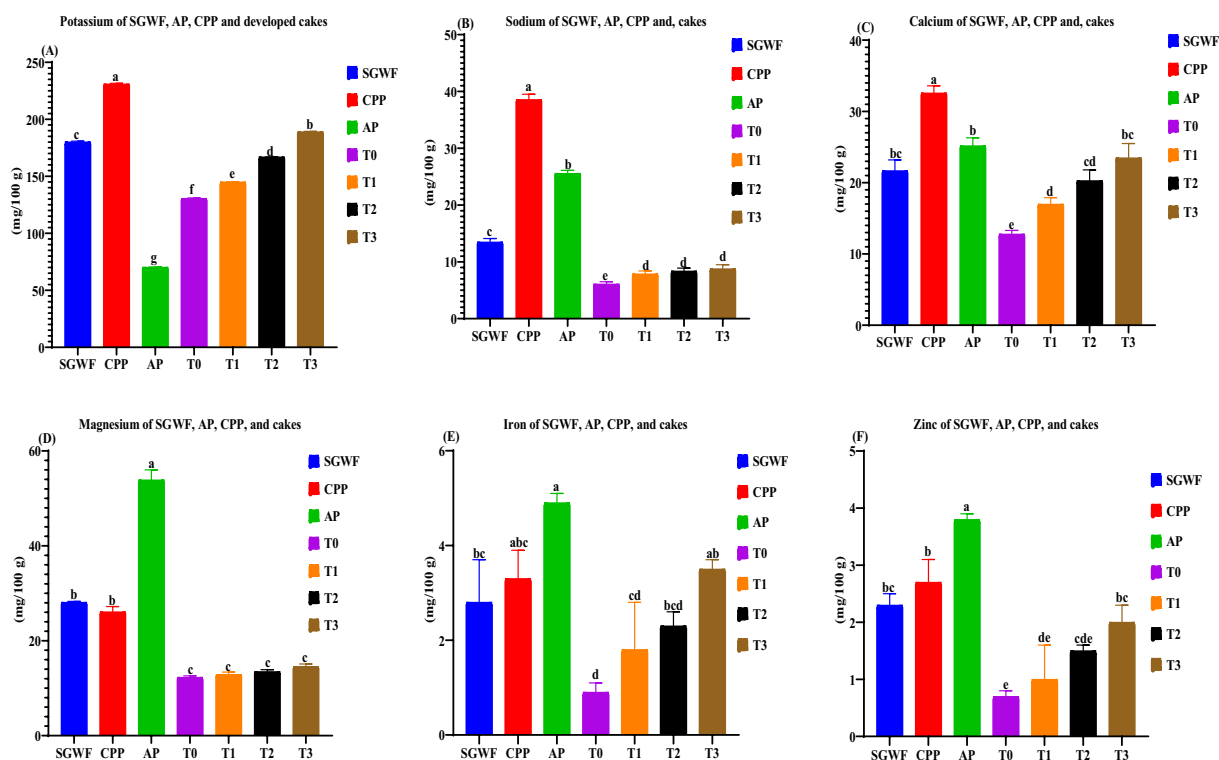 Potassium of SGWF, AP, CPP and developed cakes
(A)
250
200
150
100
50
0
(mg/100 g)
c
a
g
f
e
d
b
SGWF
CPP
AP
T0
T1
T2
T3
SGWF CPP AP T0 T1 T2 T3
Sodium of SGWF, AP, CPP and, cakes
(B)
50
40
30
20
10
0
(mg/100 g)
c
a
b
e
d
d
d
SGWF
CPP
AP
T0
T1
T2
T3
SGWF CPP AP T0 T1 T2 T3
Calcium of SGWF, AP, CPP and, cakes
(C)
40
30
20
10
0
(mg/100 g)
bc
a
b
e
d
cd
bc
SGWF
CPP
AP
T0
T1
T2
T3
SGWF CPP AP T0 T1 T2 T3
Magnesium of SGWF, AP, CPP, and cakes
(D)
60
40
20
0
(mg/100 g)
b
b
a
c
c
c
c
SGWF
CPP
AP
T0
T1
T2
T3
SGWF CPP AP T0 T1 T2 T3
Iron of SGWF, AP, CPP, and cakes
(E)
6
4
2
0
(mg/100 g)
bc
abc
a
d
cd
bcd
ab
SGWF
CPP
AP
T0
T1
T2
T3
SGWF CPP AP T0 T1 T2 T3
Zinc of SGWF, AP, CPP, and cakes
(F)
5
4
3
2
1
0
(mg/100 g)
bc
b
a
e
de
cde
bc
SGWF
CPP
AP
T0
T1
T2
T3
SGWF CPP AP T0 T1 T2 T3